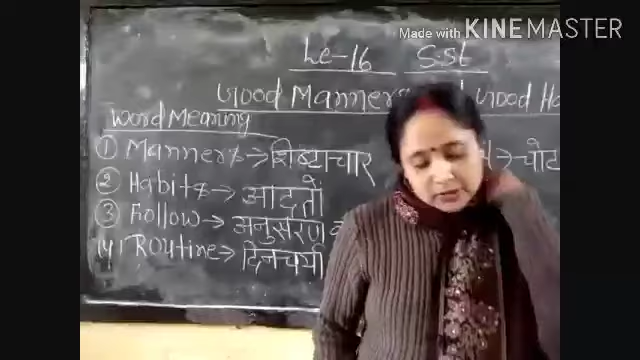 Made with KINEMASTER
Le-16 S.St
Good Manners Good Ha
Word Meaning
① Manners → शिष्टाचार → चोट
② Habits → आदतों
③ Follow → अनुसरण
(4) Routine → दिनचर्या